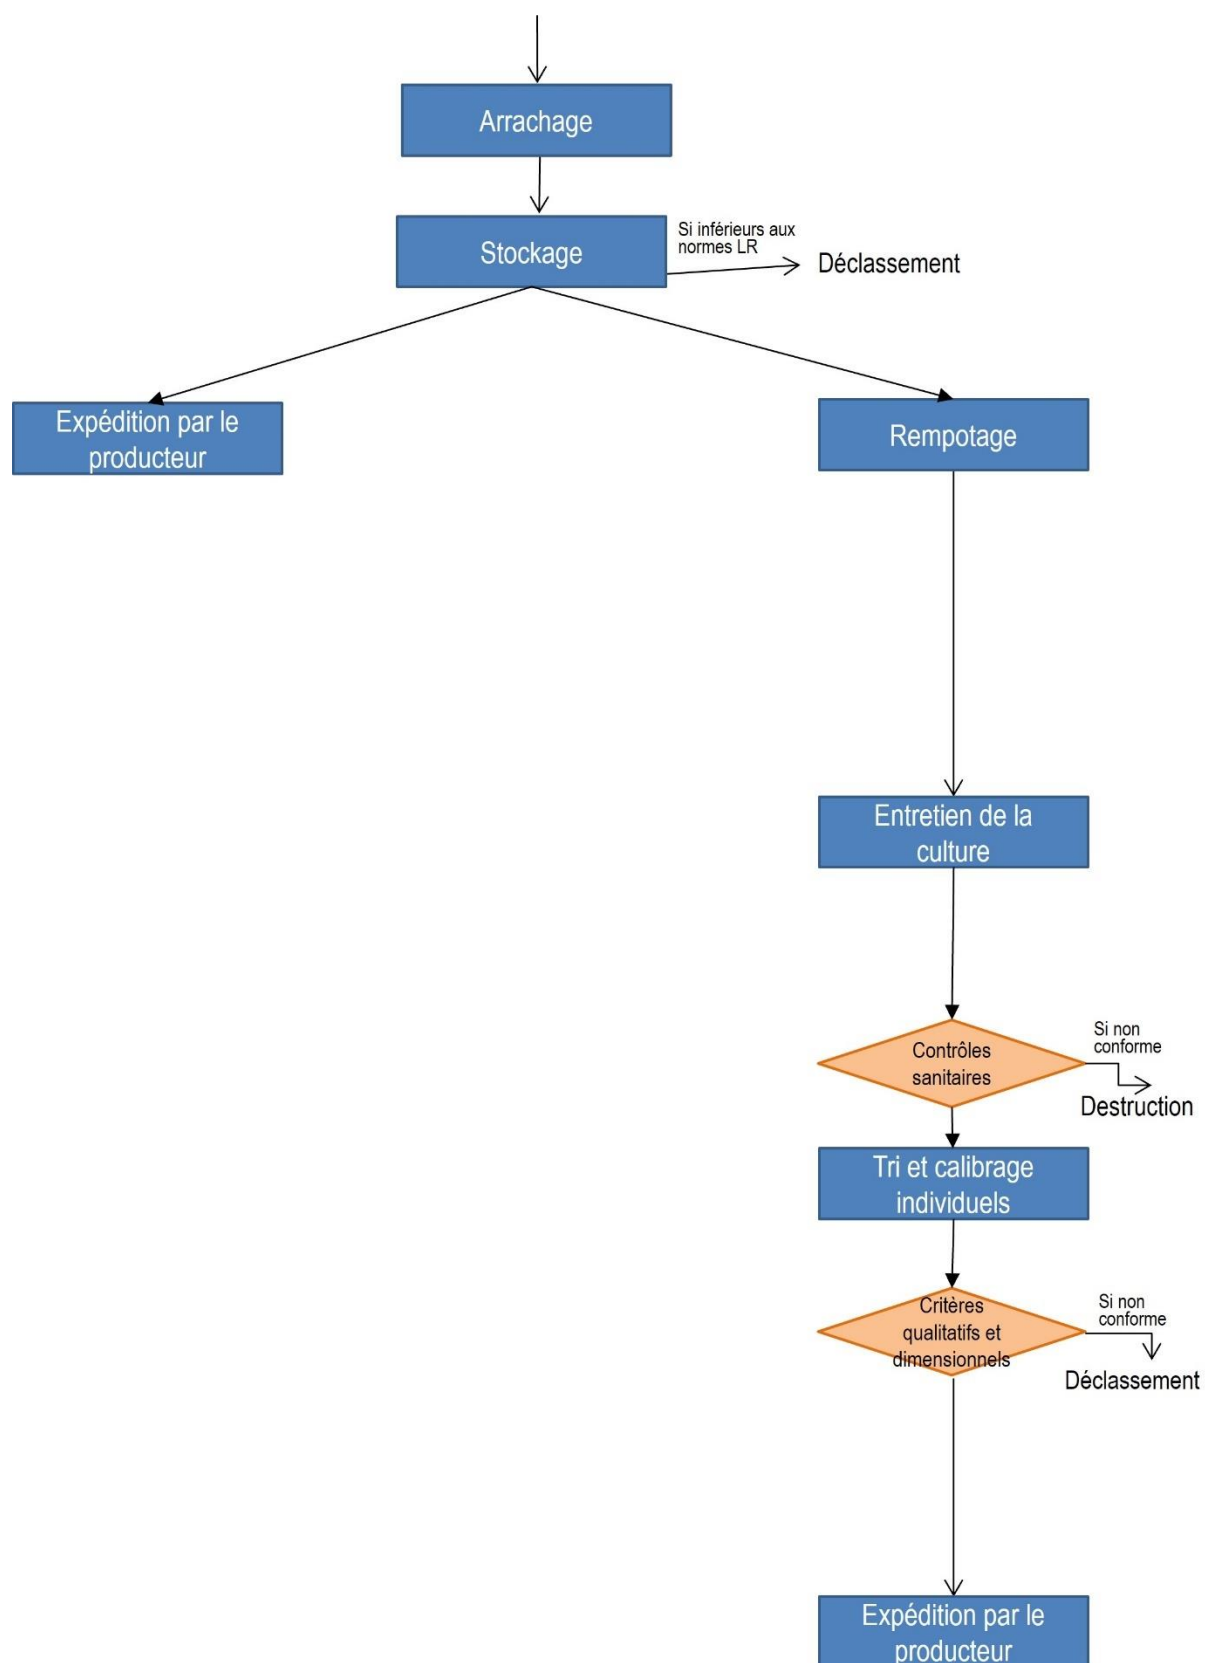 Arrachage
Stockage
Si inférieurs aux
normes LR
Déclassement
Expédition par le
producteur
Rempotage
Entretien de la
culture
Contrôles
sanitaires
Si non
conforme
Destruction
Tri et calibrage
individuels
Critères
qualitatifs et
dimensionnels
Si non
conforme
Déclassement
Expédition par le
producteur